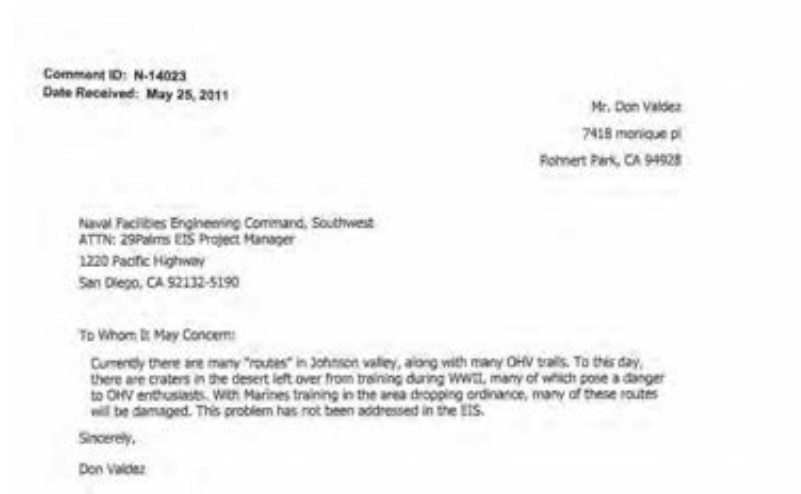 Comment ID: N-14023
Date Received: May 25, 2011
Mr. Don Valdez
7418 monique pl
Rohnert Park, CA 94928
Naval Facilities Engineering Command, Southwest
ATTN: 29Palms EIS Project Manager
1220 Pacific Highway
San Diego, CA 92132-5190
To Whom It May Concern:
Currently there are many "routes" in Johnson valley, along with many OHV trails. To this day,
there are craters in the desert left over from training during WWII, many of which pose a danger
to OHV enthusiasts. With Marines training in the area dropping ordinance, many of these routes
will be damaged. This problem has not been addressed in the EIS.
Sincerely,
Don Valdez